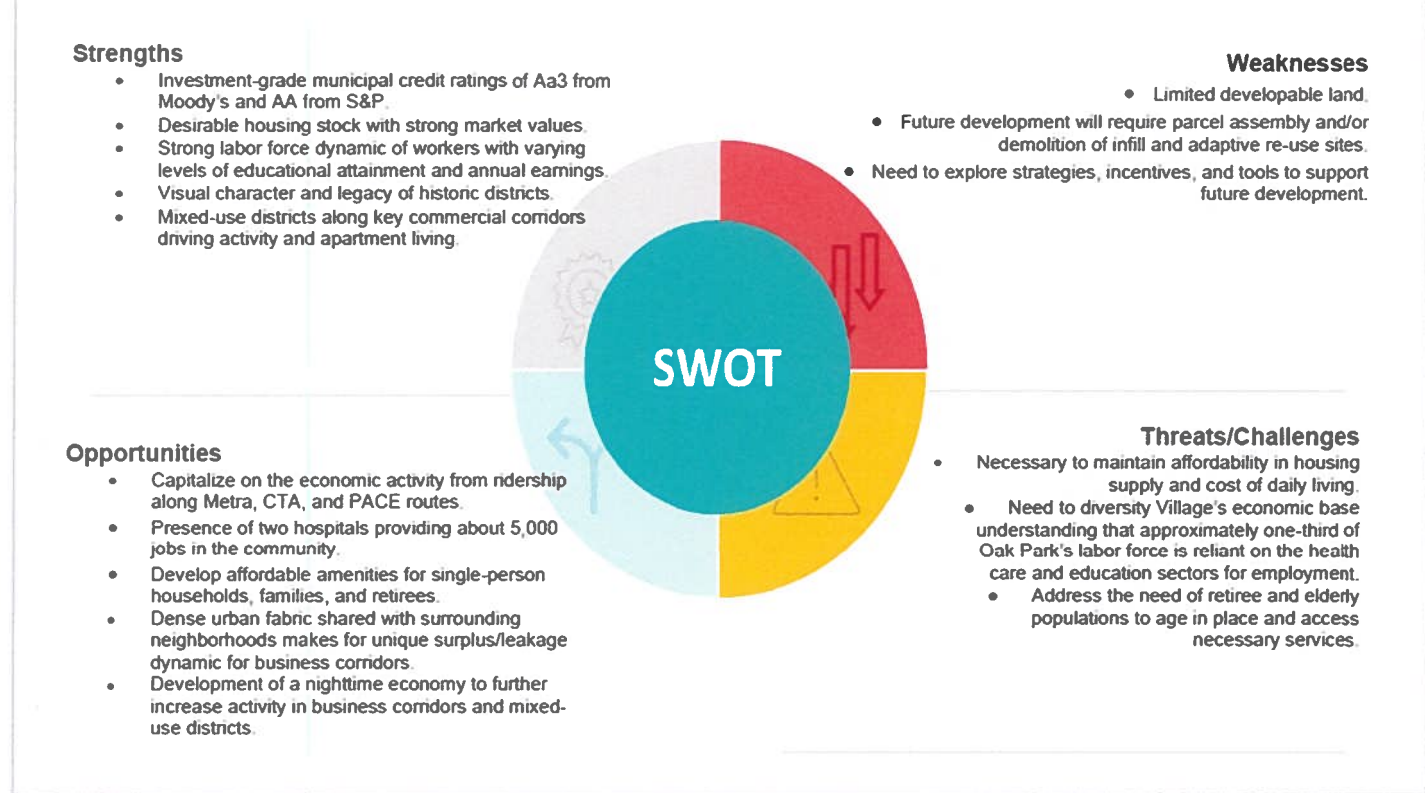 Strengths
• Investment-grade municipal credit ratings of Aa3 from
Moody's and AA from S&P.
• Desirable housing stock with strong market values.
• Strong labor force dynamic of workers with varying
levels of educational attainment and annual earnings.
• Visual character and legacy of historic districts.
• Mixed-use districts along key commercial corridors
driving activity and apartment living.
Weaknesses
• Limited developable land.
• Future development will require parcel assembly and/or
demolition of infill and adaptive re-use sites.
• Need to explore strategies, incentives, and tools to support
future development.
SWOT
Opportunities
• Capitalize on the economic activity from ridership
along Metra, CTA, and PACE routes.
• Presence of two hospitals providing about 5,000
jobs in the community.
• Develop affordable amenities for single-person
households, families, and retirees.
• Dense urban fabric shared with surrounding
neighborhoods makes for unique surplus/leakage
dynamic for business corridors.
• Development of a nighttime economy to further
increase activity in business corridors and mixed-
use districts.
Threats/Challenges
• Necessary to maintain affordability in housing
supply and cost of daily living.
• Need to diversity Village's economic base
understanding that approximately one-third of
Oak Park's labor force is reliant on the health
care and education sectors for employment.
• Address the need of retiree and elderly
populations to age in place and access
necessary services.